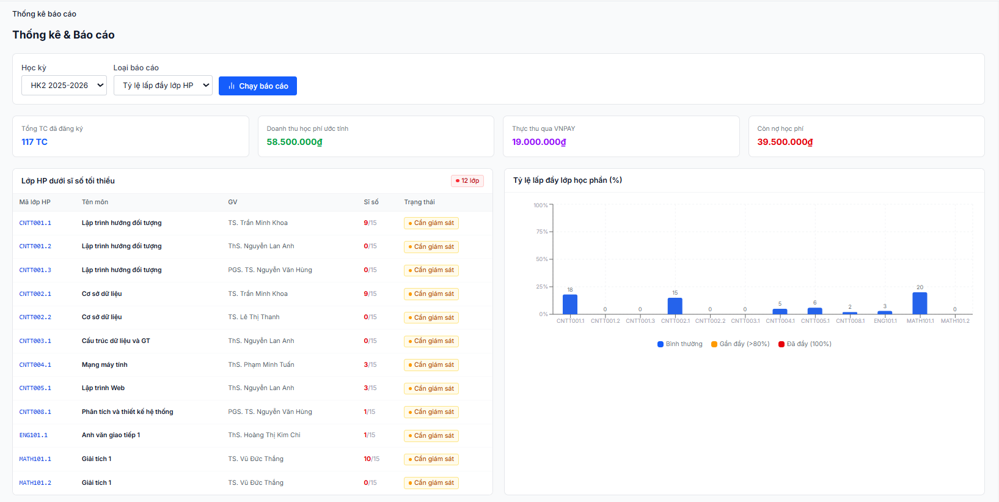 Thống kê báo cáo
Thống kê & Báo cáo
Học kỳ Loại báo cáo
HK2 2025-2026 Tỷ lệ lấp đầy lớp HP Chạy báo cáo
Tổng TC đã đăng ký
117 TC
Doanh thu học phí ước tính
58.500.000₫
Thực thu qua VNPAY
19.000.000₫
Còn nợ học phí
39.500.000₫
Lớp HP dưới sĩ số tối thiểu 12 lớp
Mã lớp HP Tên môn GV Sĩ số Trạng thái
CNTT001.1 Lập trình hướng đối tượng TS. Trần Minh Khoa 9/15 Cần giám sát
CNTT001.2 Lập trình hướng đối tượng ThS. Nguyễn Lan Anh 0/15 Cần giám sát
CNTT001.3 Lập trình hướng đối tượng PGS. TS. Nguyễn Văn Hùng 0/15 Cần giám sát
CNTT002.1 Cơ sở dữ liệu TS. Trần Minh Khoa 9/15 Cần giám sát
CNTT002.2 Cơ sở dữ liệu TS. Lê Thị Thanh 0/15 Cần giám sát
CNTT003.1 Cấu trúc dữ liệu và GT ThS. Nguyễn Lan Anh 0/15 Cần giám sát
CNTT004.1 Mạng máy tính ThS. Phạm Minh Tuấn 3/15 Cần giám sát
CNTT005.1 Lập trình Web ThS. Nguyễn Lan Anh 3/15 Cần giám sát
CNTT008.1 Phân tích và thiết kế hệ thống PGS. TS. Nguyễn Văn Hùng 1/15 Cần giám sát
ENG101.1 Anh văn giao tiếp 1 ThS. Hoàng Thị Kim Chi 1/15 Cần giám sát
MATH101.1 Giải tích 1 TS. Vũ Đức Thắng 10/15 Cần giám sát
MATH101.2 Giải tích 1 TS. Vũ Đức Thắng 0/15 Cần giám sát
Tỷ lệ lấp đầy lớp học phần (%)
100%
75%
50%
25%
0%
18 0 0 15 0 0 5 6 2 3 20 0
CNTT001.1 CNTT001.2 CNTT001.3 CNTT002.1 CNTT002.2 CNTT003.1 CNTT004.1 CNTT005.1 CNTT008.1 ENG101.1 MATH101.1 MATH101.2
Bình thường Gần đầy (>80%) Đã đầy (100%)